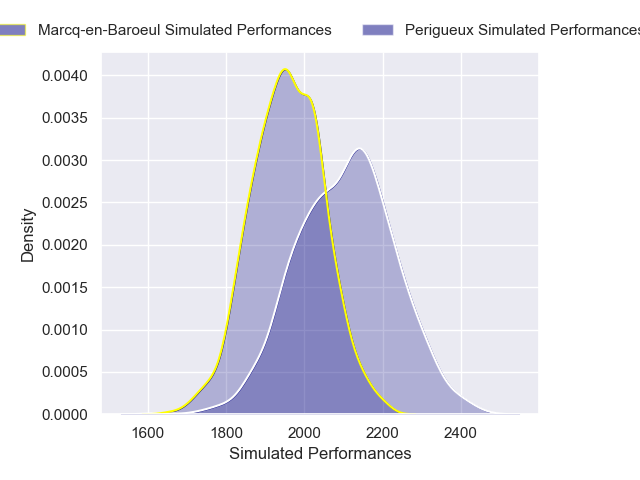 Marcq-en-Baroeul Simulated Performances Perigueux Simulated Performances
0.0040
0.0035
0.0030
0.0025
0.0020
0.0015
0.0010
0.0005
0.0000
Density
1600 1800 2000 2200 2400
Simulated Performances